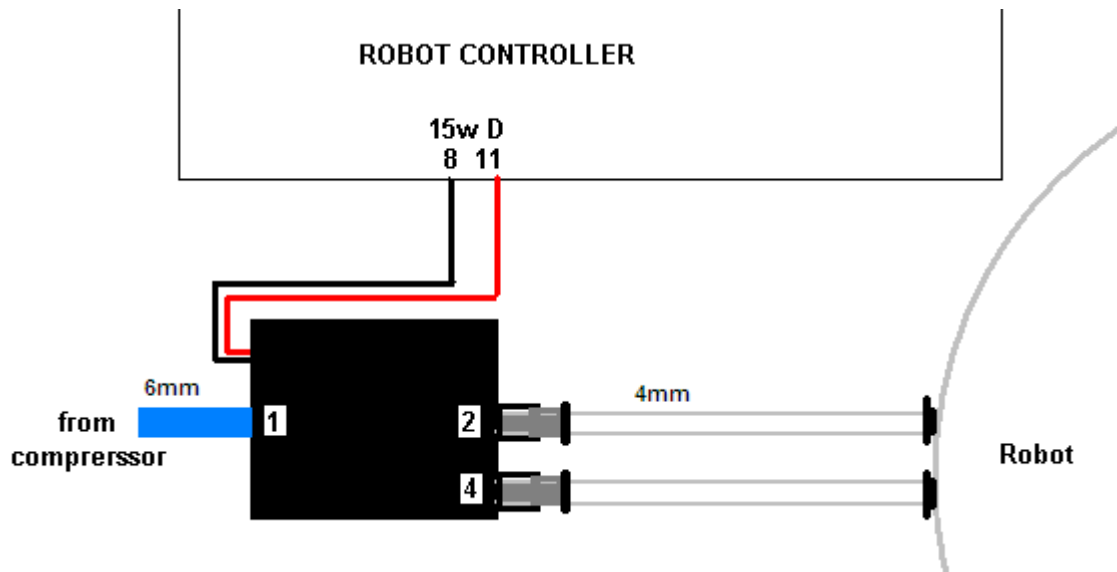 ROBOT CONTROLLER
15w D
8 11
6mm
4mm
1
2
from
comprerssor
Robot
4